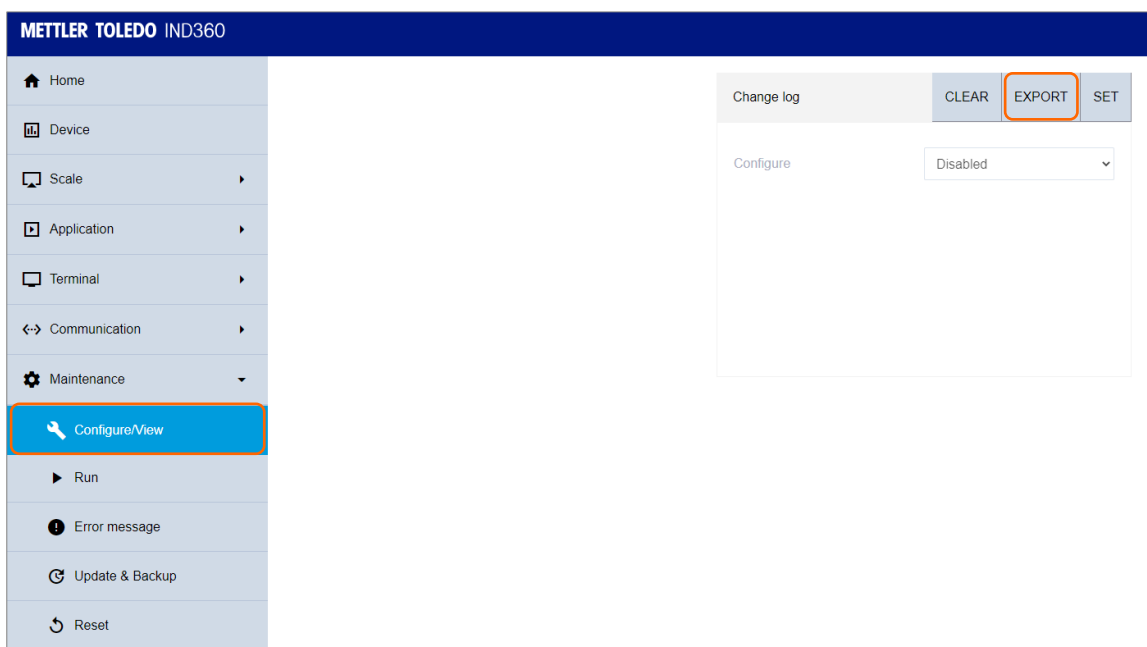 METTLER TOLEDO IND360
Home
Device
Scale
Application
Terminal
Communication
Maintenance
Configure/View
Run
Error message
Update & Backup
Reset
Change log
CLEAR
EXPORT
SET
Configure
Disabled